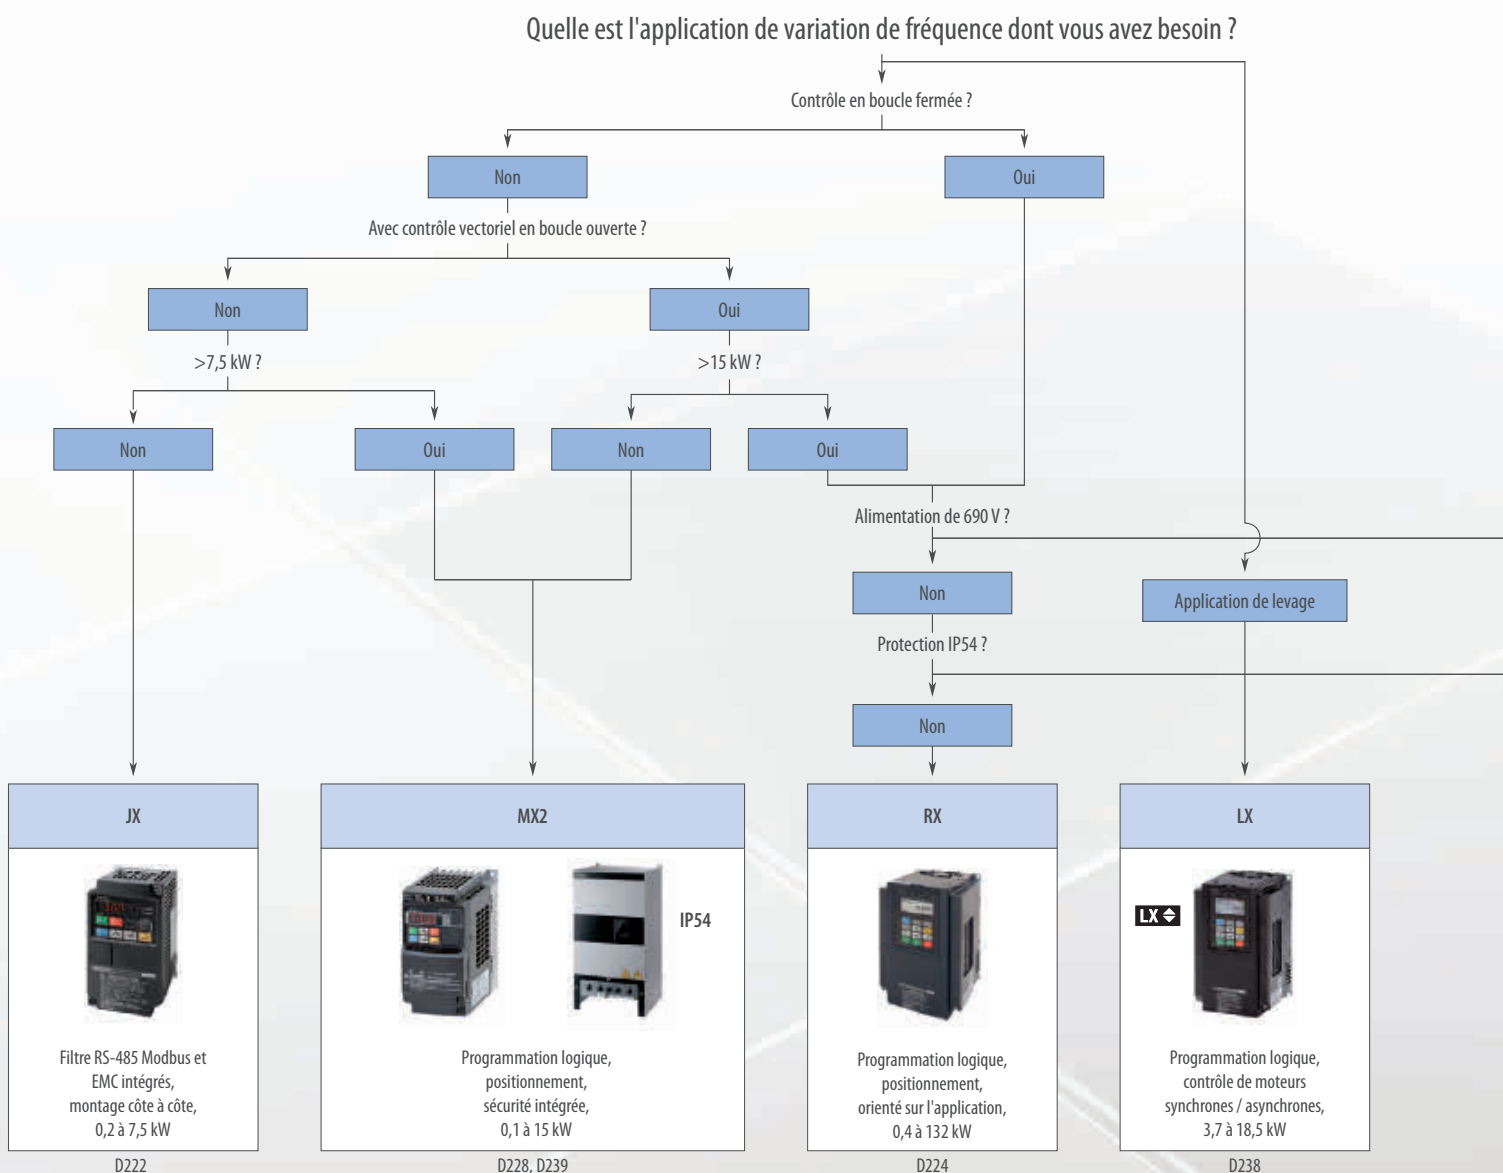 Quelle est l'application de variation de fréquence dont vous avez besoin ?
Contrôle en boucle fermée ?
Non
Oui
Avec contrôle vectoriel en boucle ouverte ?
Non
Oui
>7,5 kW ?
>15 kW ?
Non
Oui
Non
Oui
Alimentation de 690 V ?
Non
Application de levage
Protection IP54 ?
Non
JX
MX2
RX
LX
IP54
LX
Filtre RS-485 Modbus et
EMC intégrés,
montage côte à côte,
0,2 à 7,5 kW
Programmation logique,
positionnement,
sécurité intégrée,
0,1 à 15 kW
Programmation logique,
positionnement,
orienté sur l'application,
0,4 à 132 kW
Programmation logique,
contrôle de moteurs
synchrones / asynchrones,
3,7 à 18,5 kW
D222
D228, D239
D224
D238